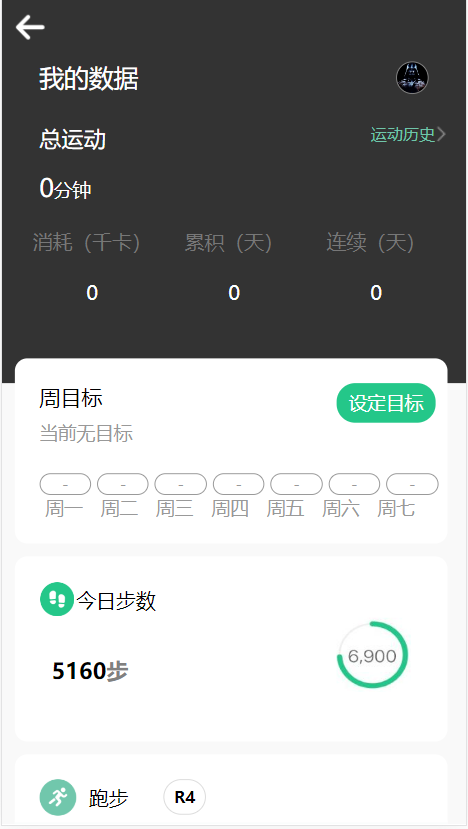 我的数据
总运动
运动历史
0分钟
消耗（千卡） 累积（天） 连续（天）
0 0 0
周目标
设定目标
当前无目标
- - - - - - -
周一 周二 周三 周四 周五 周六 周七
今日步数
5160步
6,900
跑步 R4